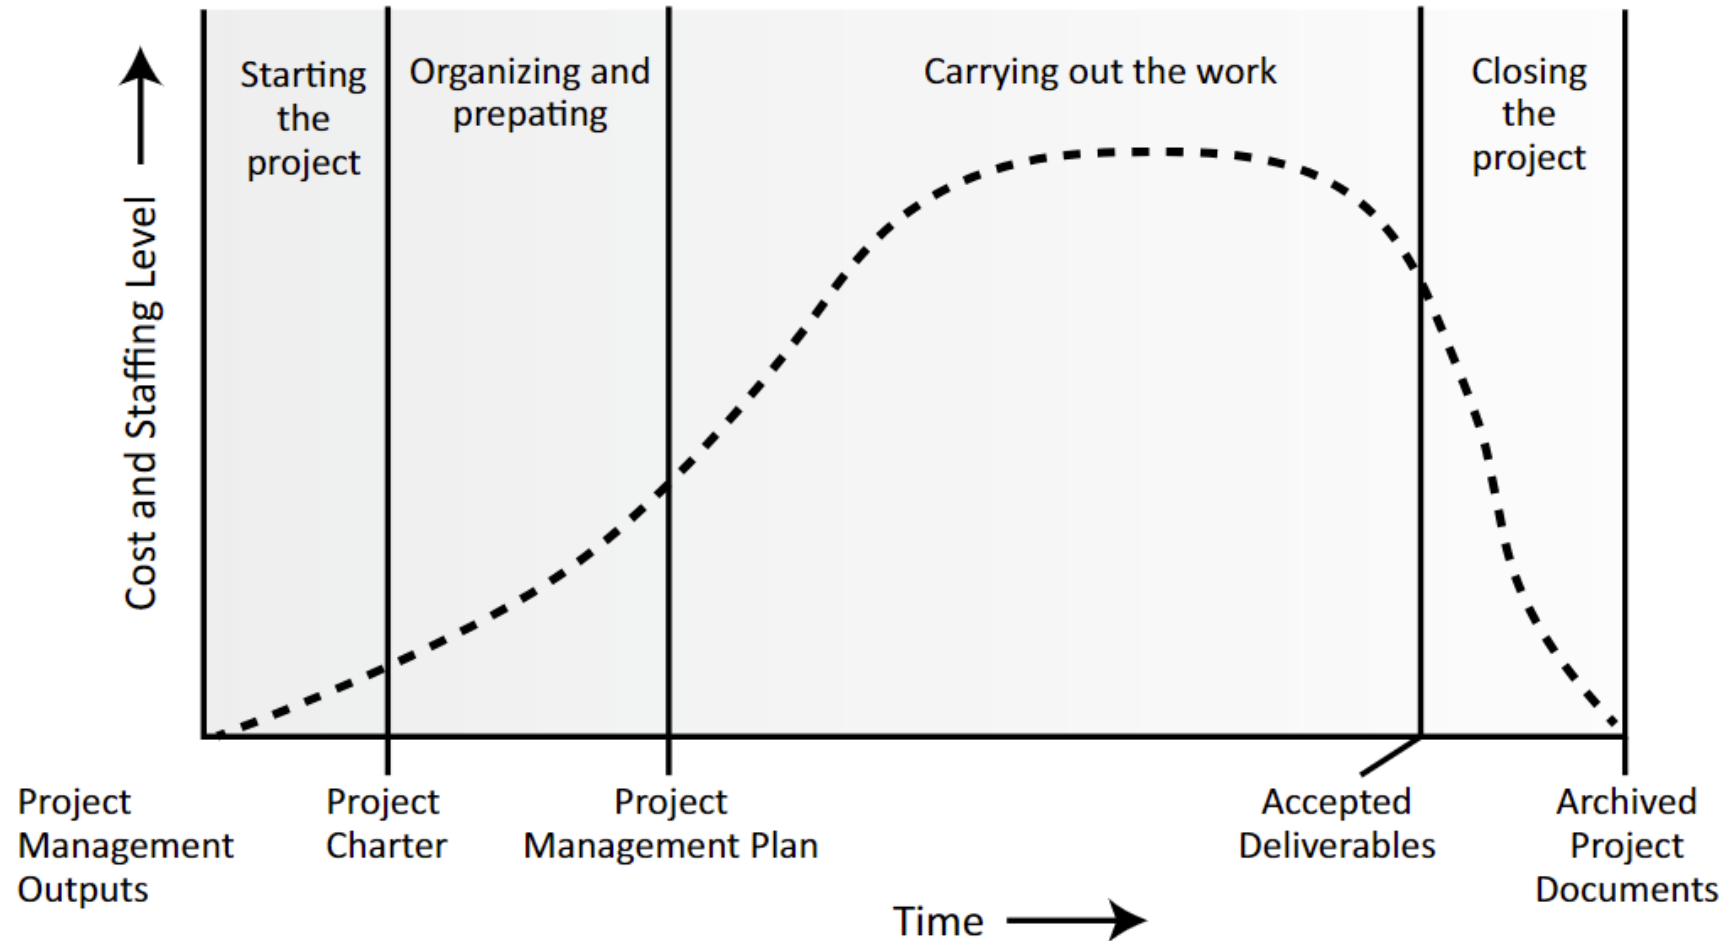 Starting
the
project
Organizing and
prepating
Carrying out the work
Closing
the
project
Cost and Staffing Level
Project
Management
Outputs
Project
Charter
Project
Management Plan
Accepted
Deliverables
Archived
Project
Documents
Time